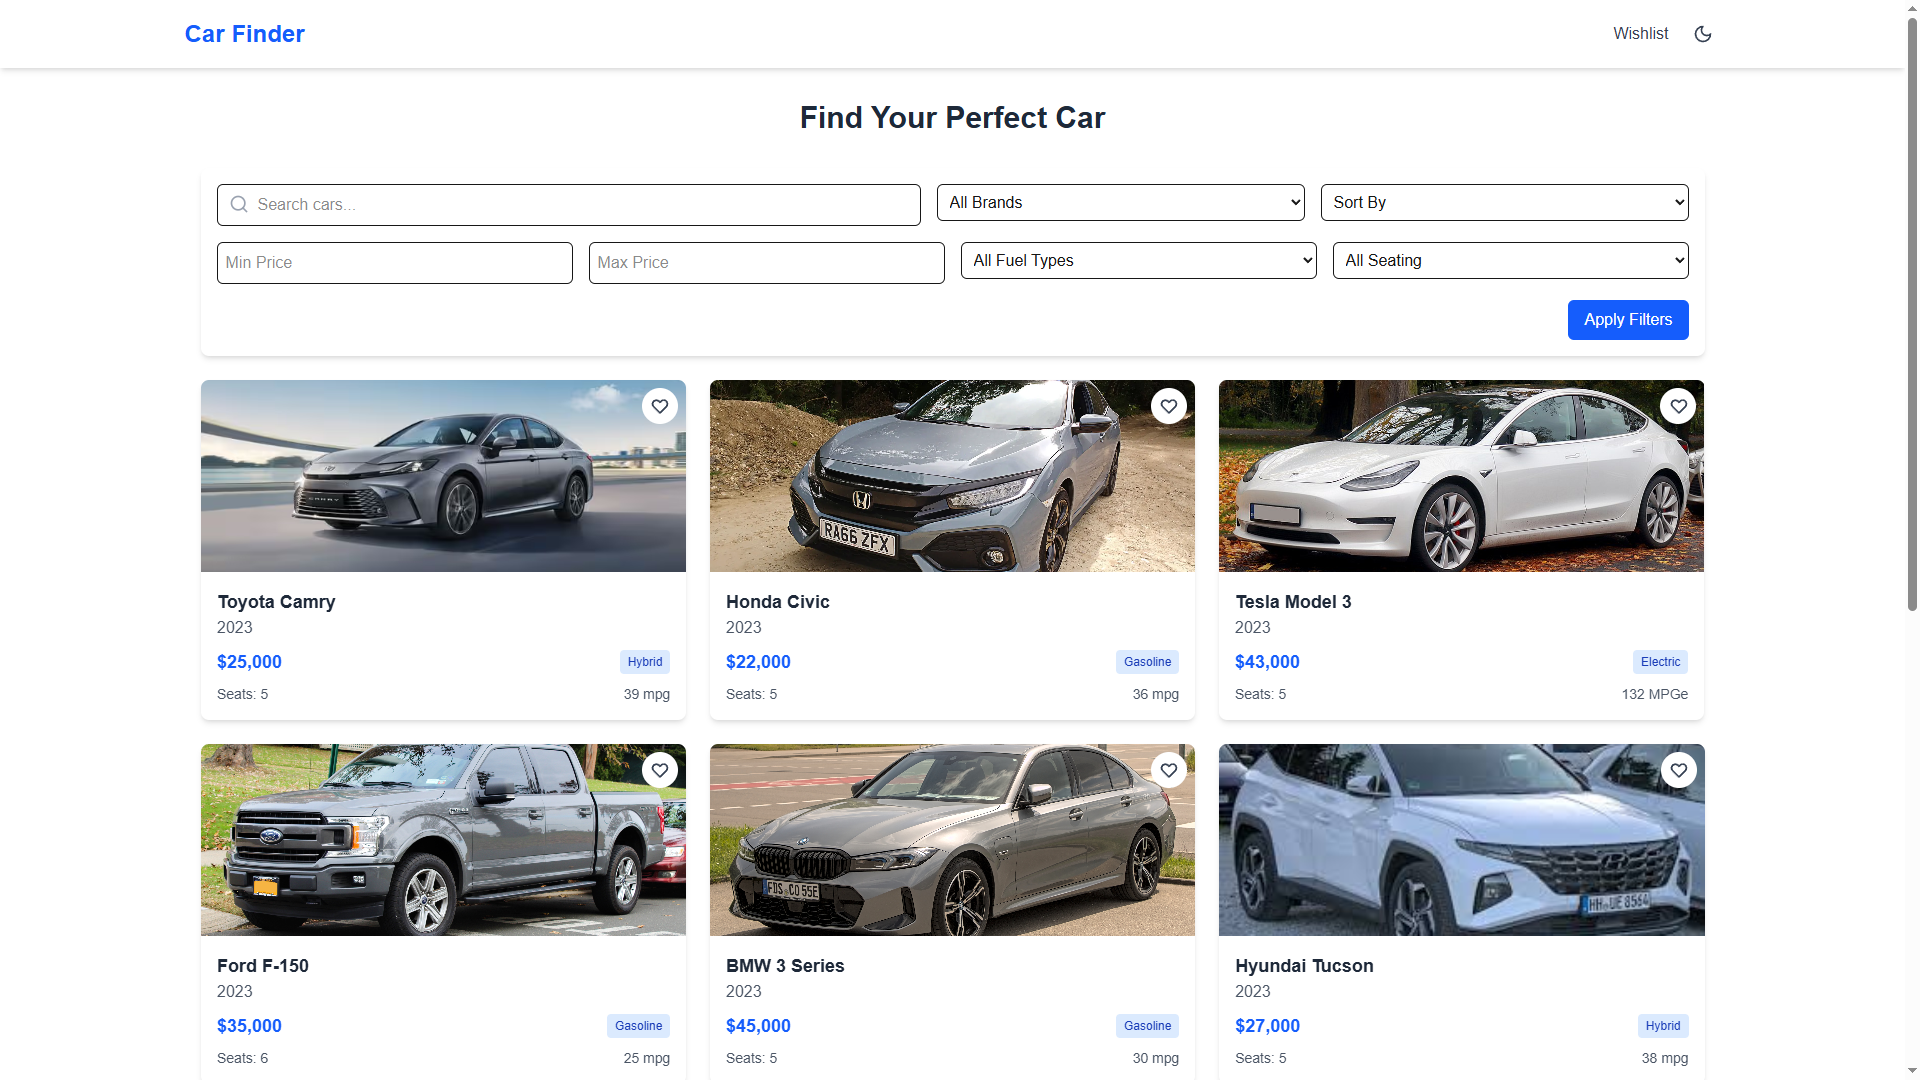 Car Finder
Wishlist
Find Your Perfect Car
Search cars...
All Brands
Sort By
Min Price
Max Price
All Fuel Types
All Seating
Apply Filters
CAMRY
RA66 ZFX
Toyota Camry
2023
$25,000
Hybrid
Seats: 5
39 mpg
Honda Civic
2023
$22,000
Gasoline
Seats: 5
36 mpg
Tesla Model 3
2023
$43,000
Electric
Seats: 5
132 MPGe
Ford
FDS CO 55E
HH UE 8564
Ford F-150
2023
$35,000
Gasoline
Seats: 6
25 mpg
BMW 3 Series
2023
$45,000
Gasoline
Seats: 5
30 mpg
Hyundai Tucson
2023
$27,000
Hybrid
Seats: 5
38 mpg